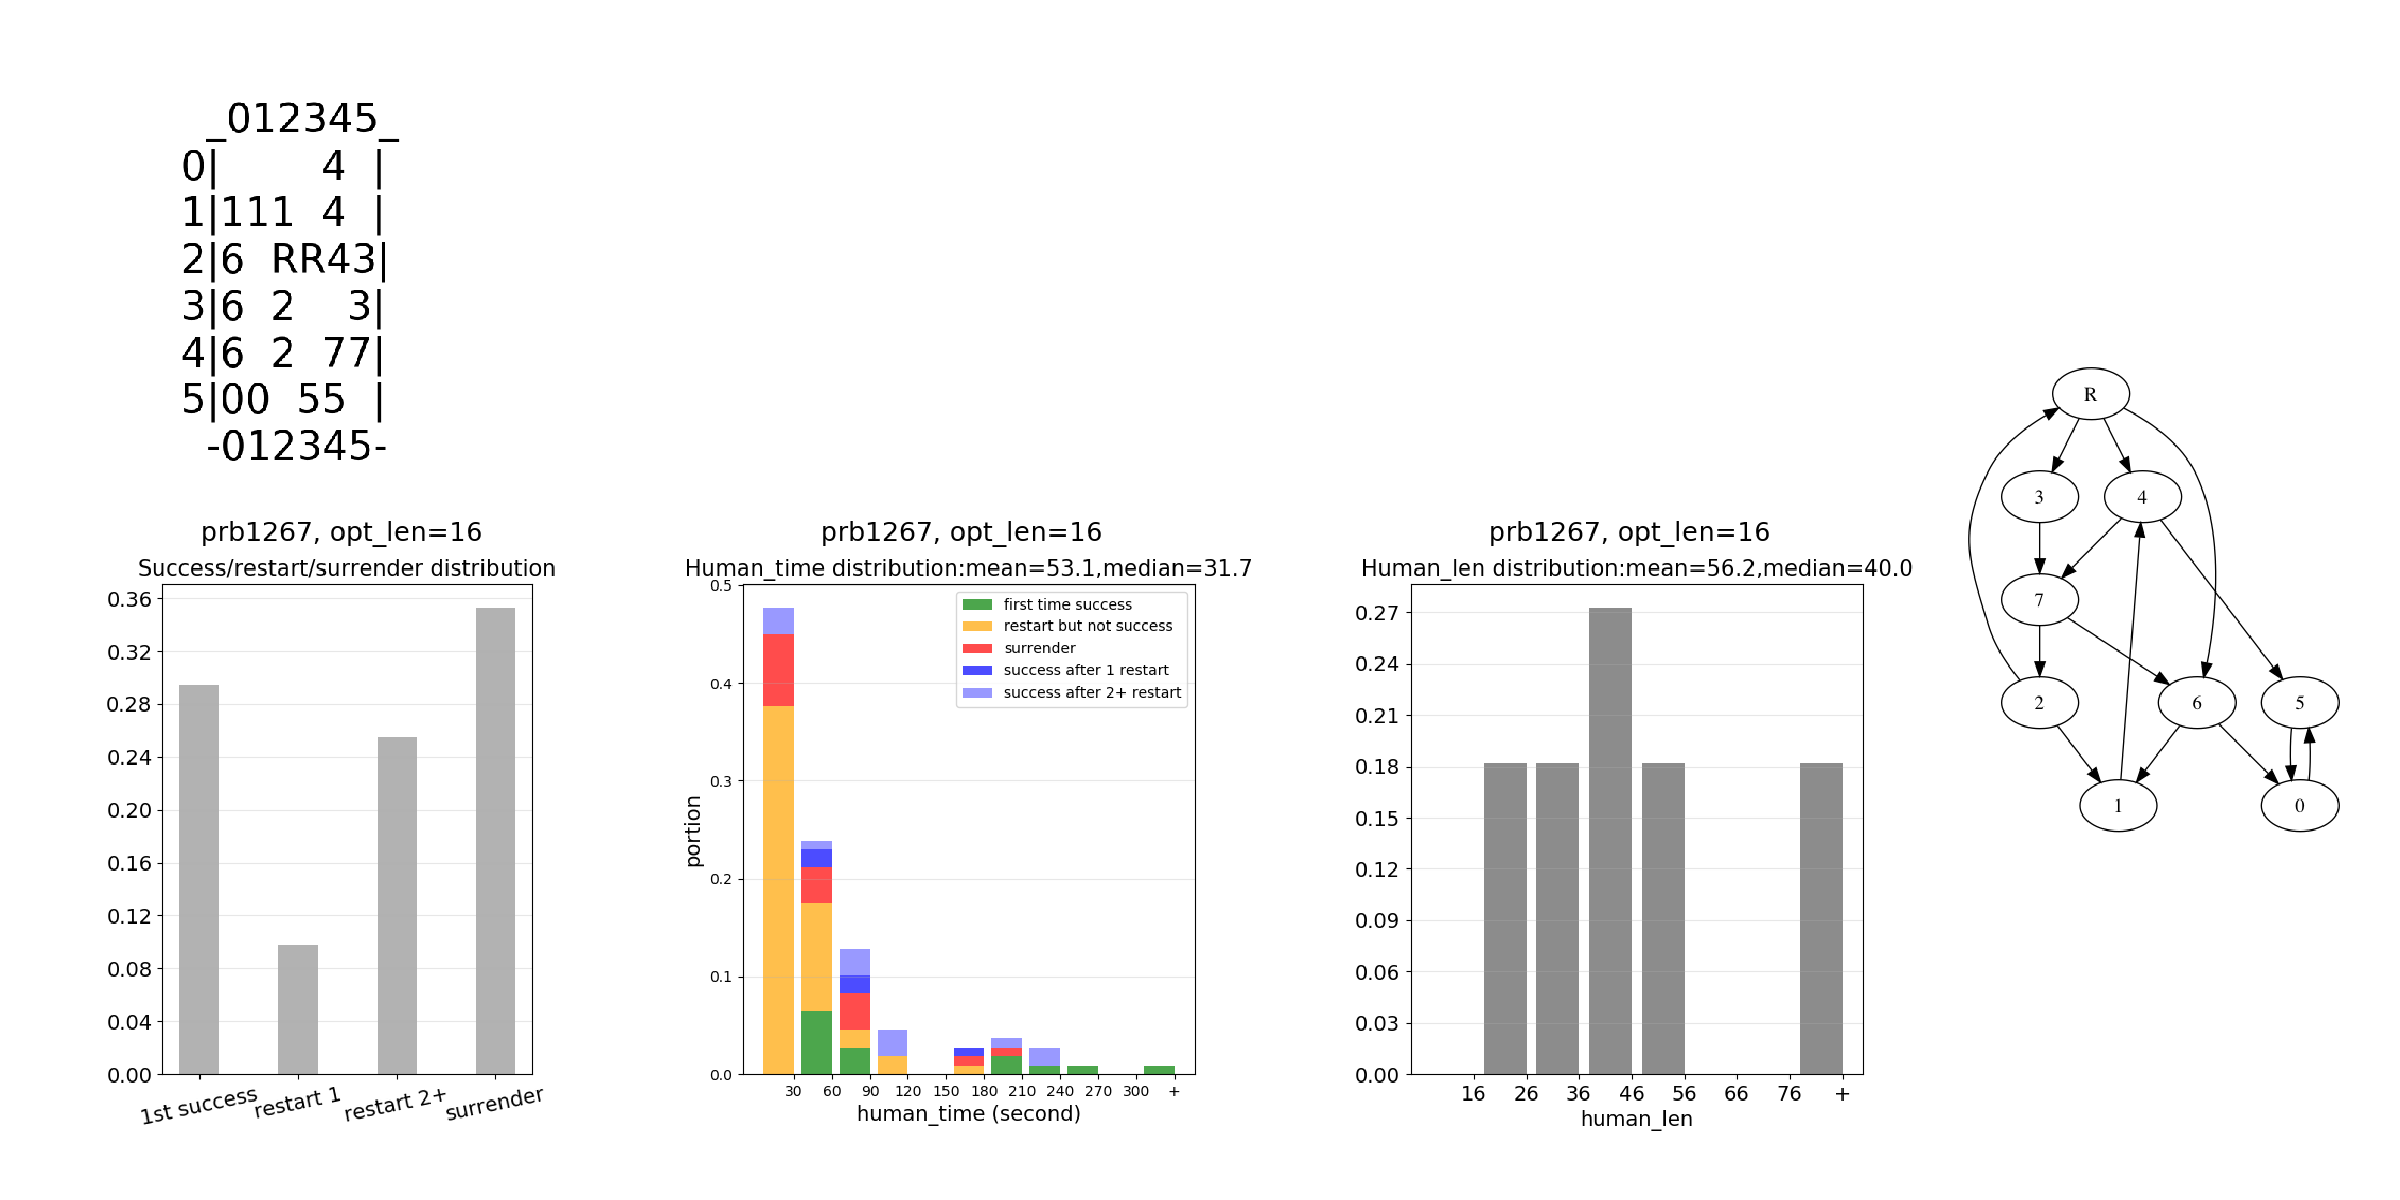 _012345_
0|    4  |
1|111  4  |
2|6  RR43|
3|6  2    3|
4|6  2  77|
5|00  55  |
-012345-
prb1267, opt_len=16
Success/restart/surrender distribution
0.36
0.32
0.28
0.24
0.20
0.16
0.12
0.08
0.04
0.00
1st success
restart 1
restart 2+
surrender
prb1267, opt_len=16
Human_time distribution:mean=53.1,median=31.7
first time success
restart but not success
surrender
success after 1 restart
success after 2+ restart
portion
0.5
0.4
0.3
0.2
0.1
0.0
30 60 90 120 150 180 210 240 270 300 +
human_time (second)
prb1267, opt_len=16
Human_len distribution:mean=56.2,median=40.0
0.27
0.24
0.21
0.18
0.15
0.12
0.09
0.06
0.03
0.00
16 26 36 46 56 66 76 +
human_len
R
3 4
7
2 6 5
1 0